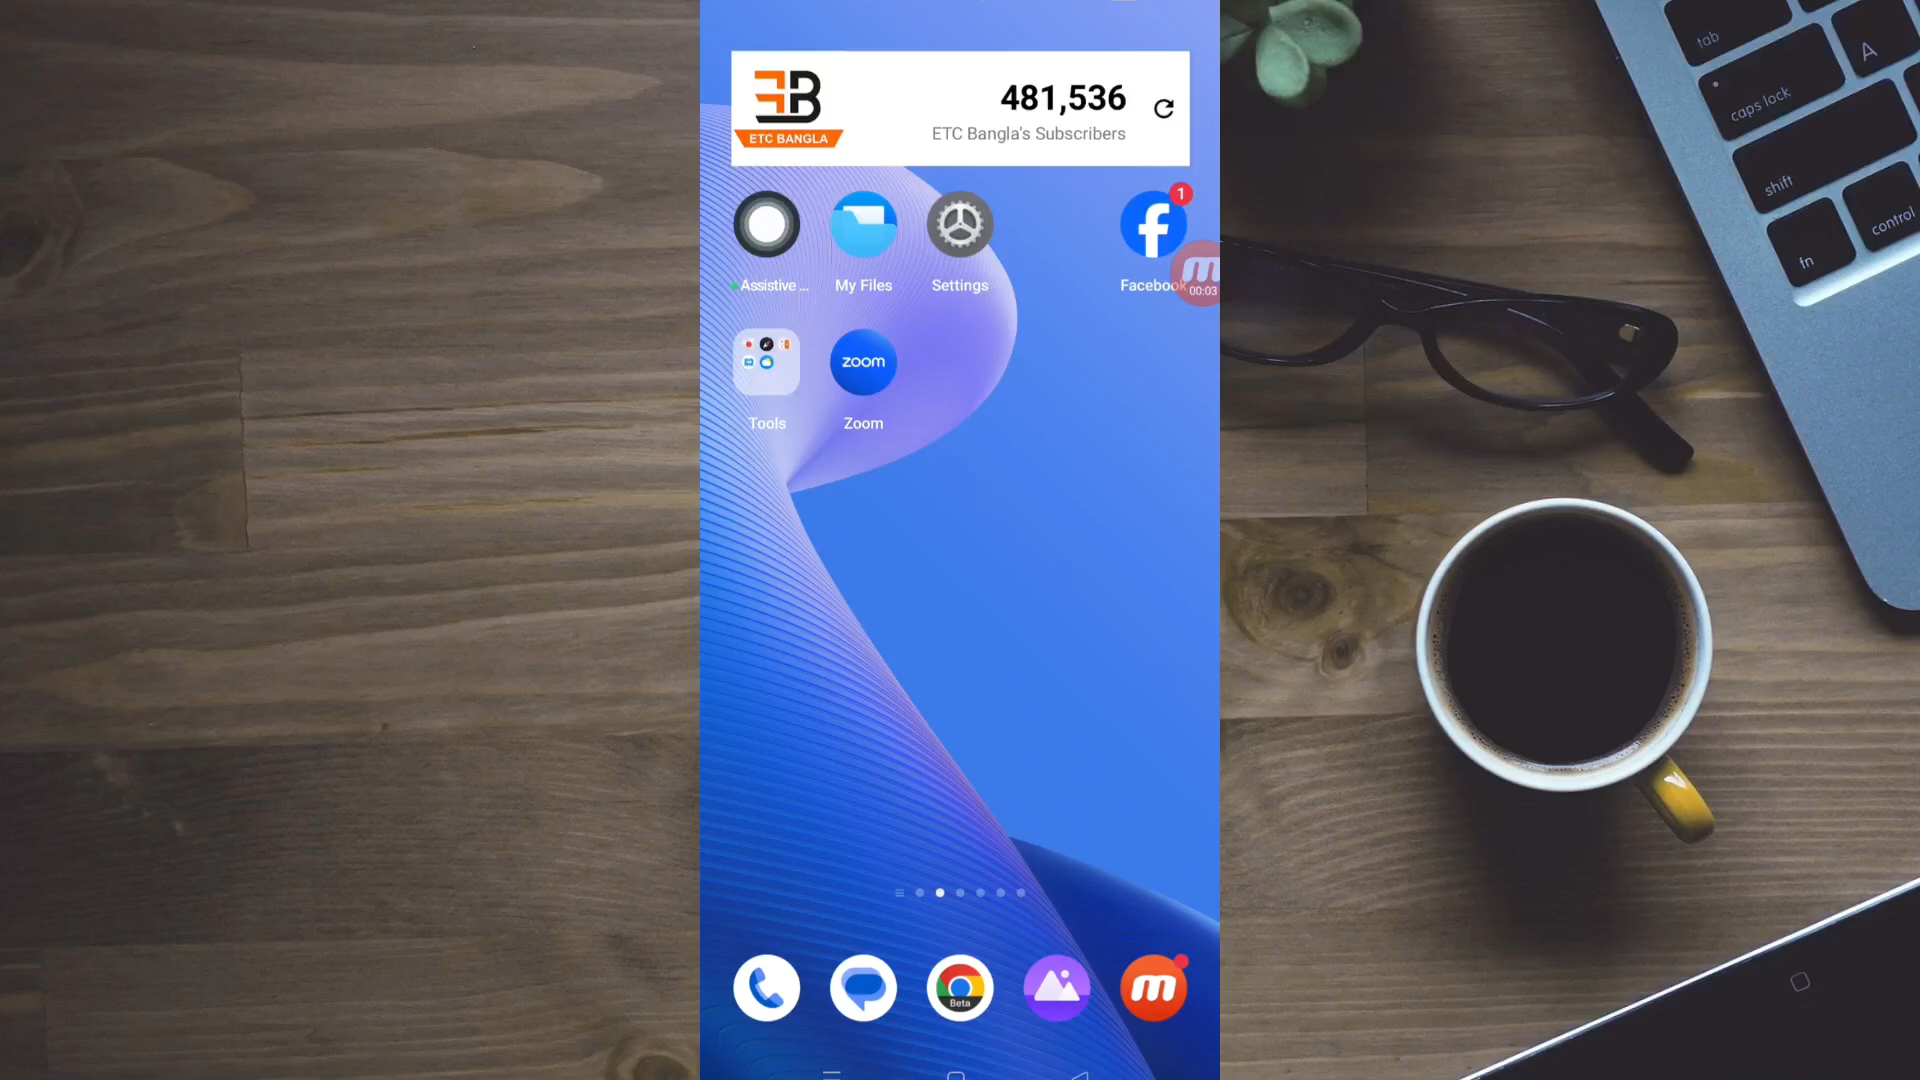 481,536
ETC Bangla's Subscribers
EB
ETC BANGLA
1
Assistive ...
My Files
Settings
Facebook
00:03
zoom
Tools
Zoom
Beta
m
tab
A
caps lock
shift
control
fn